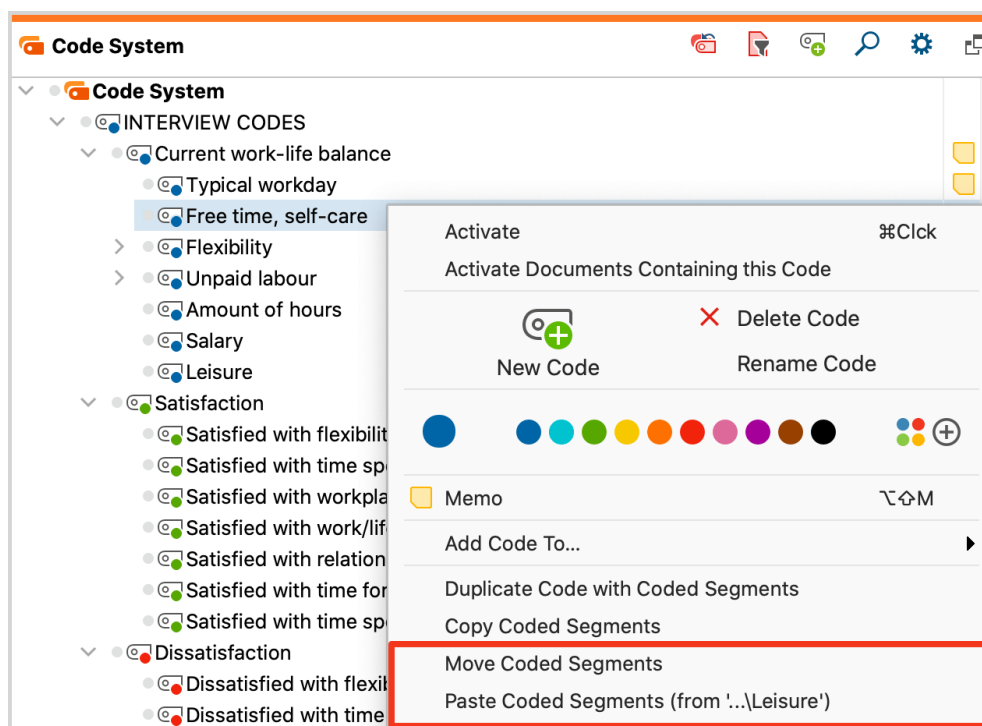 Code System
Code System
INTERVIEW CODES
Current work-life balance
Typical workday
Free time, self-care
Flexibility
Unpaid labour
Amount of hours
Salary
Leisure
Satisfaction
Satisfied with flexibilit
Satisfied with time sp
Satisfied with workpla
Satisfied with work/lif
Satisfied with relation
Satisfied with time for
Satisfied with time sp
Dissatisfaction
Dissatisfied with flexib
Dissatisfied with time
Activate ⌘Clck
Activate Documents Containing this Code
New Code
Delete Code
Rename Code
Memo ⌥⇧M
Add Code To...
Duplicate Code with Coded Segments
Copy Coded Segments
Move Coded Segments
Paste Coded Segments (from '...\Leisure')